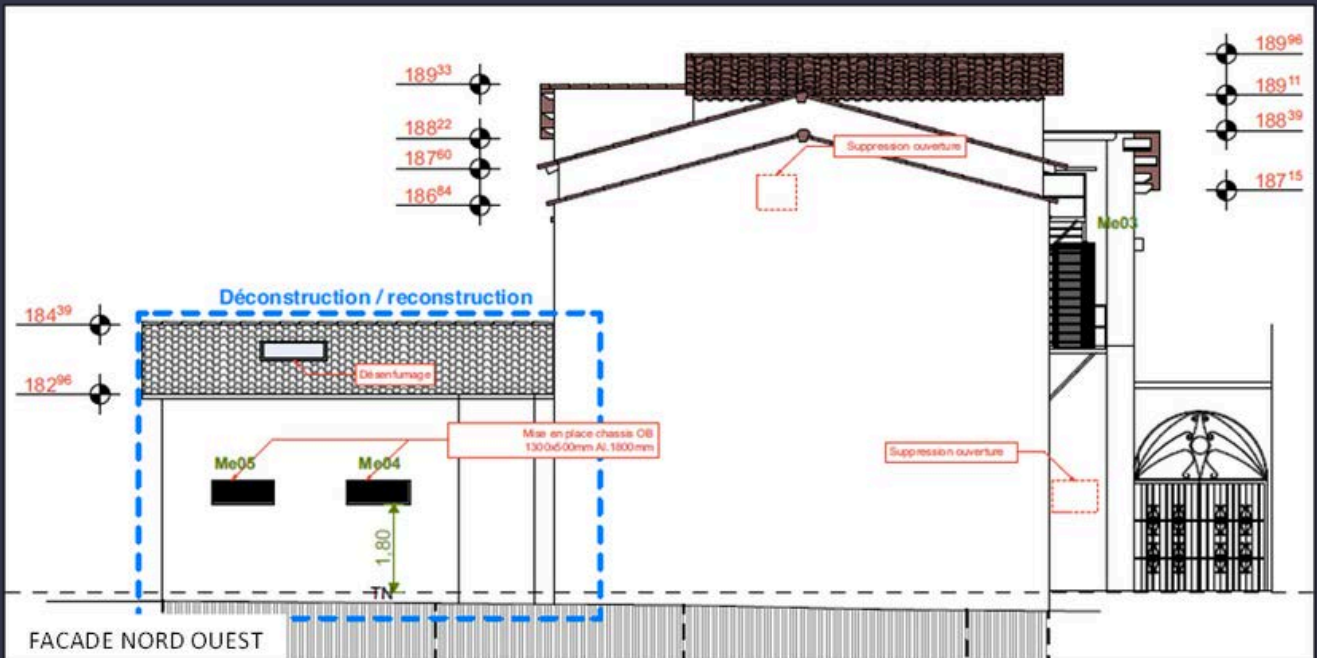 189⁹⁶
189³³
189¹¹
188²²
188³⁹
Suppression ouverture
187⁶⁰
187¹⁵
186⁸⁴
Me03
Déconstruction / reconstruction
184³⁹
Désenfumage
182⁹⁶
Mise en place chassis OB
1300x500mm Al.1800mm
Suppression ouverture
Me05
Me04
1,80
TN
FACADE NORD OUEST